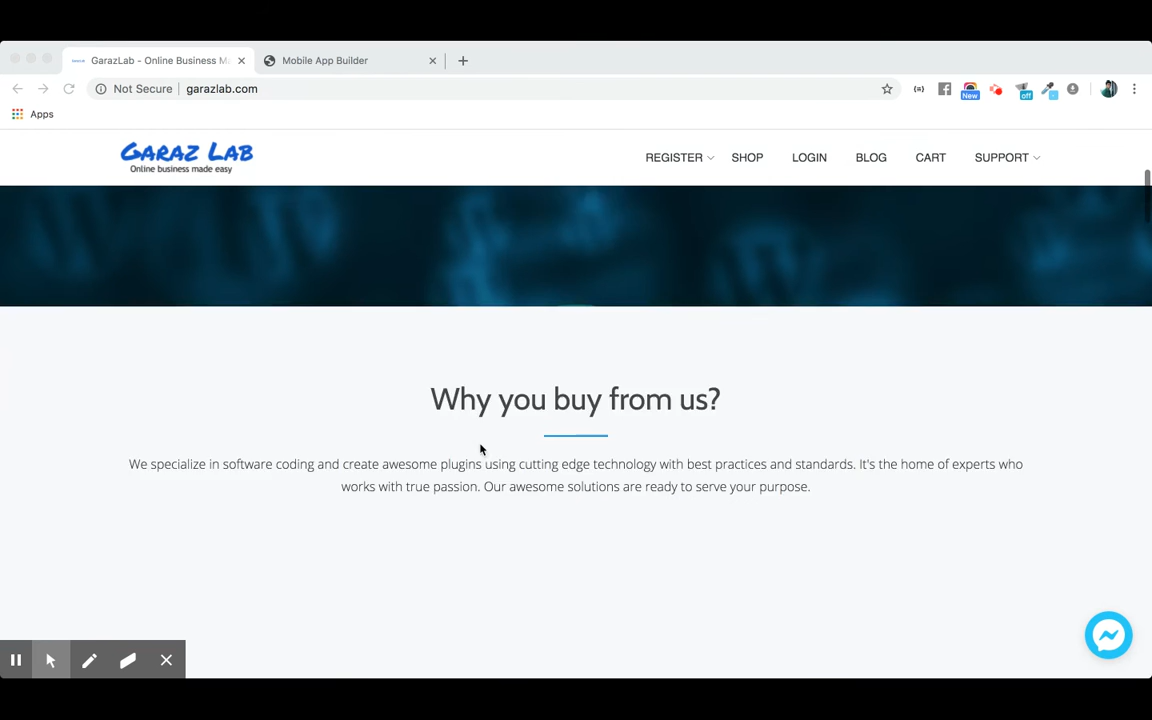 GarazLab - Online Business M
Mobile App Builder
Not Secure
garazlab.com
New
off
Apps
GARAZ LAB
Online business made easy
REGISTER SHOP LOGIN BLOG CART SUPPORT
Why you buy from us?
We specialize in software coding and create awesome plugins using cutting edge technology with best practices and standards. It's the home of experts who
works with true passion. Our awesome solutions are ready to serve your purpose.